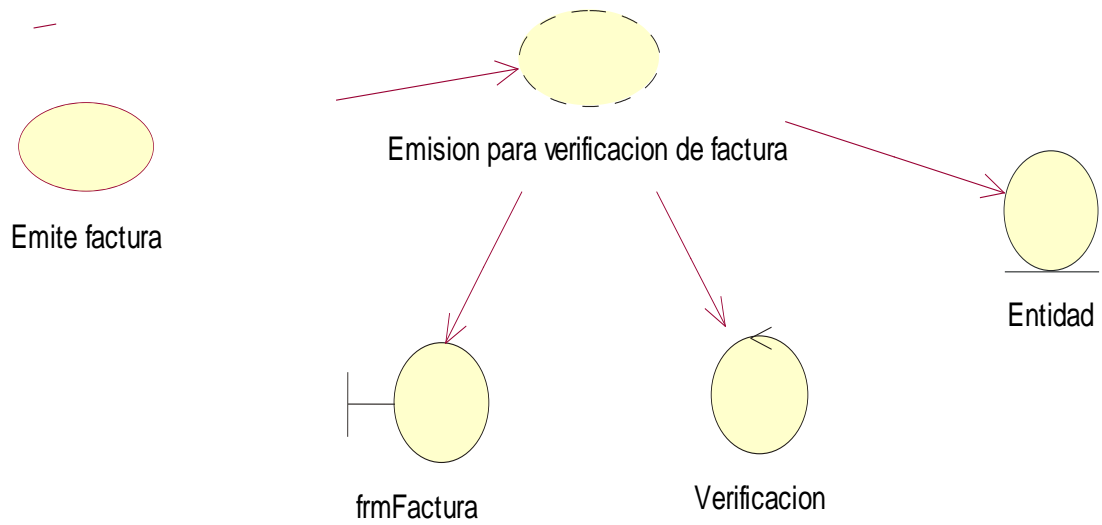 Emision para verificacion de factura
Emite factura
Entidad
frmFactura
Verificacion